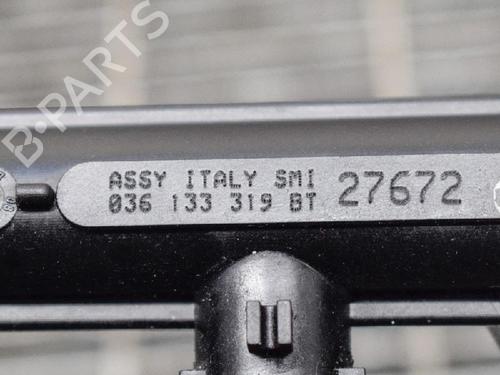 B-PARTS
ASSY ITALY SMI 27672
036 133 319 BT